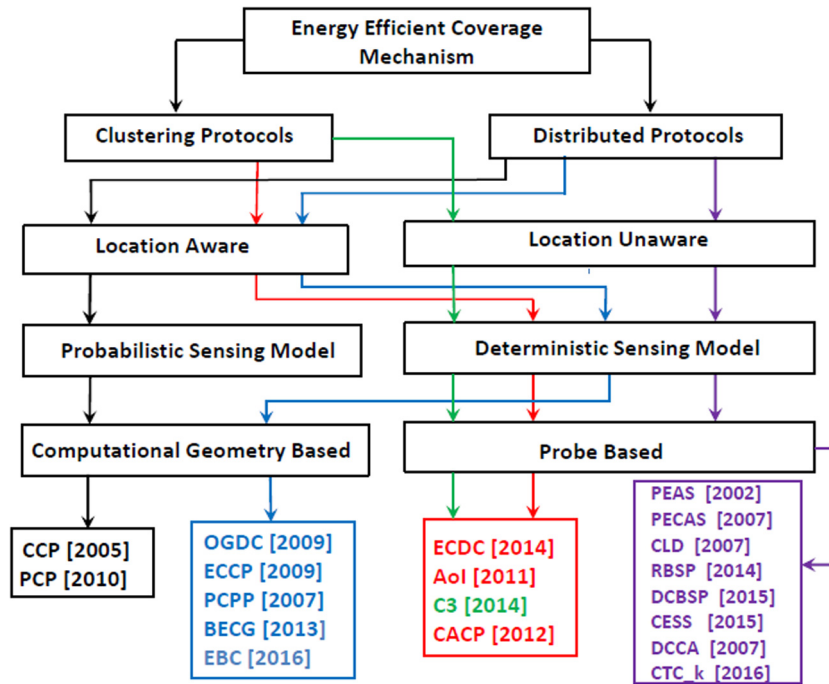 Energy Efficient Coverage
Mechanism
Clustering Protocols
Distributed Protocols
Location Aware
Location Unaware
Probabilistic Sensing Model
Deterministic Sensing Model
Computational Geometry Based
Probe Based
CCP [2005]
PCP [2010]
OGDC [2009]
ECCP [2009]
PCPP [2007]
BECG [2013]
EBC [2016]
ECDC [2014]
AoI [2011]
C3 [2014]
CACP [2012]
PEAS [2002]
PECAS [2007]
CLD [2007]
RBSP [2014]
DCBSP [2015]
CESS [2015]
DCCA [2007]
CTC_k [2016]